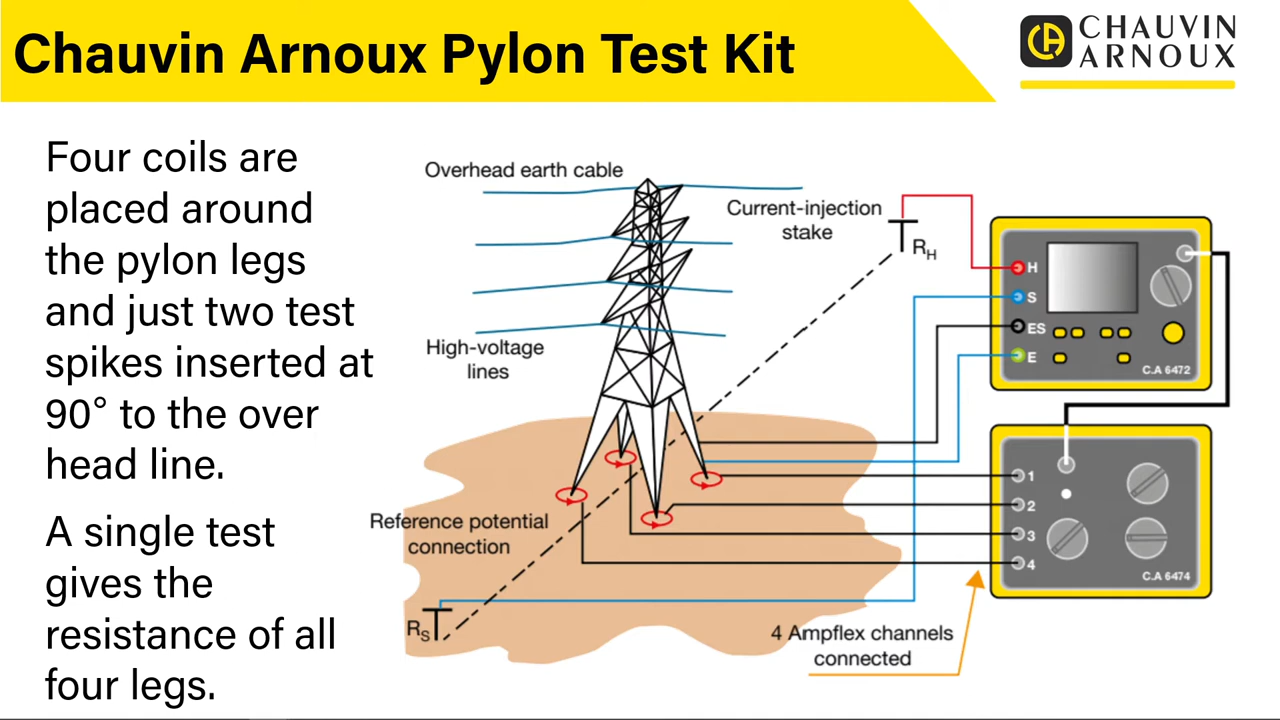 Chauvin Arnoux Pylon Test Kit
CHAUVIN
ARNOUX
Four coils are
placed around
the pylon legs
and just two test
spikes inserted at
90° to the over
head line.
A single test
gives the
resistance of all
four legs.
Overhead earth cable
Current-injection
stake
RH
High-voltage
lines
Reference potential
connection
RS
4 Ampflex channels
connected
H
S
ES
E
C.A 6472
1
2
3
4
C.A 6474